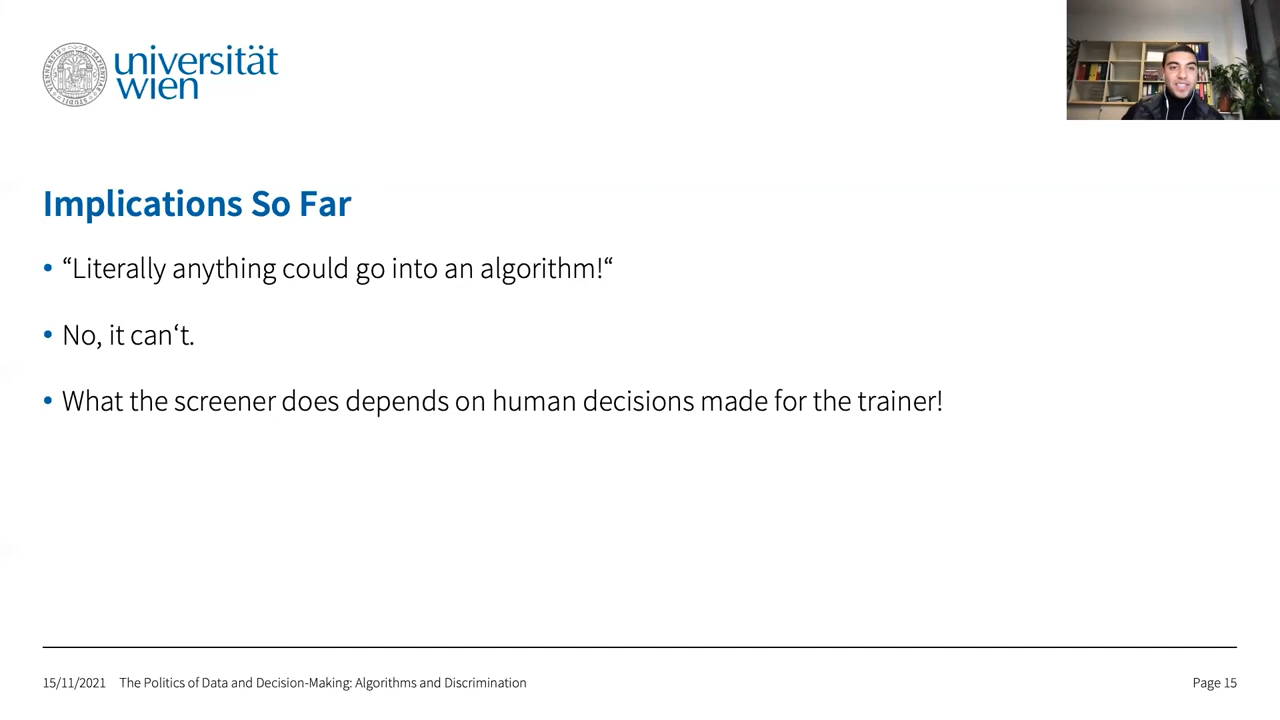 universität
wien
Implications So Far
• “Literally anything could go into an algorithm!“
• No, it can‘t.
• What the screener does depends on human decisions made for the trainer!
15/11/2021 The Politics of Data and Decision-Making: Algorithms and Discrimination Page 15